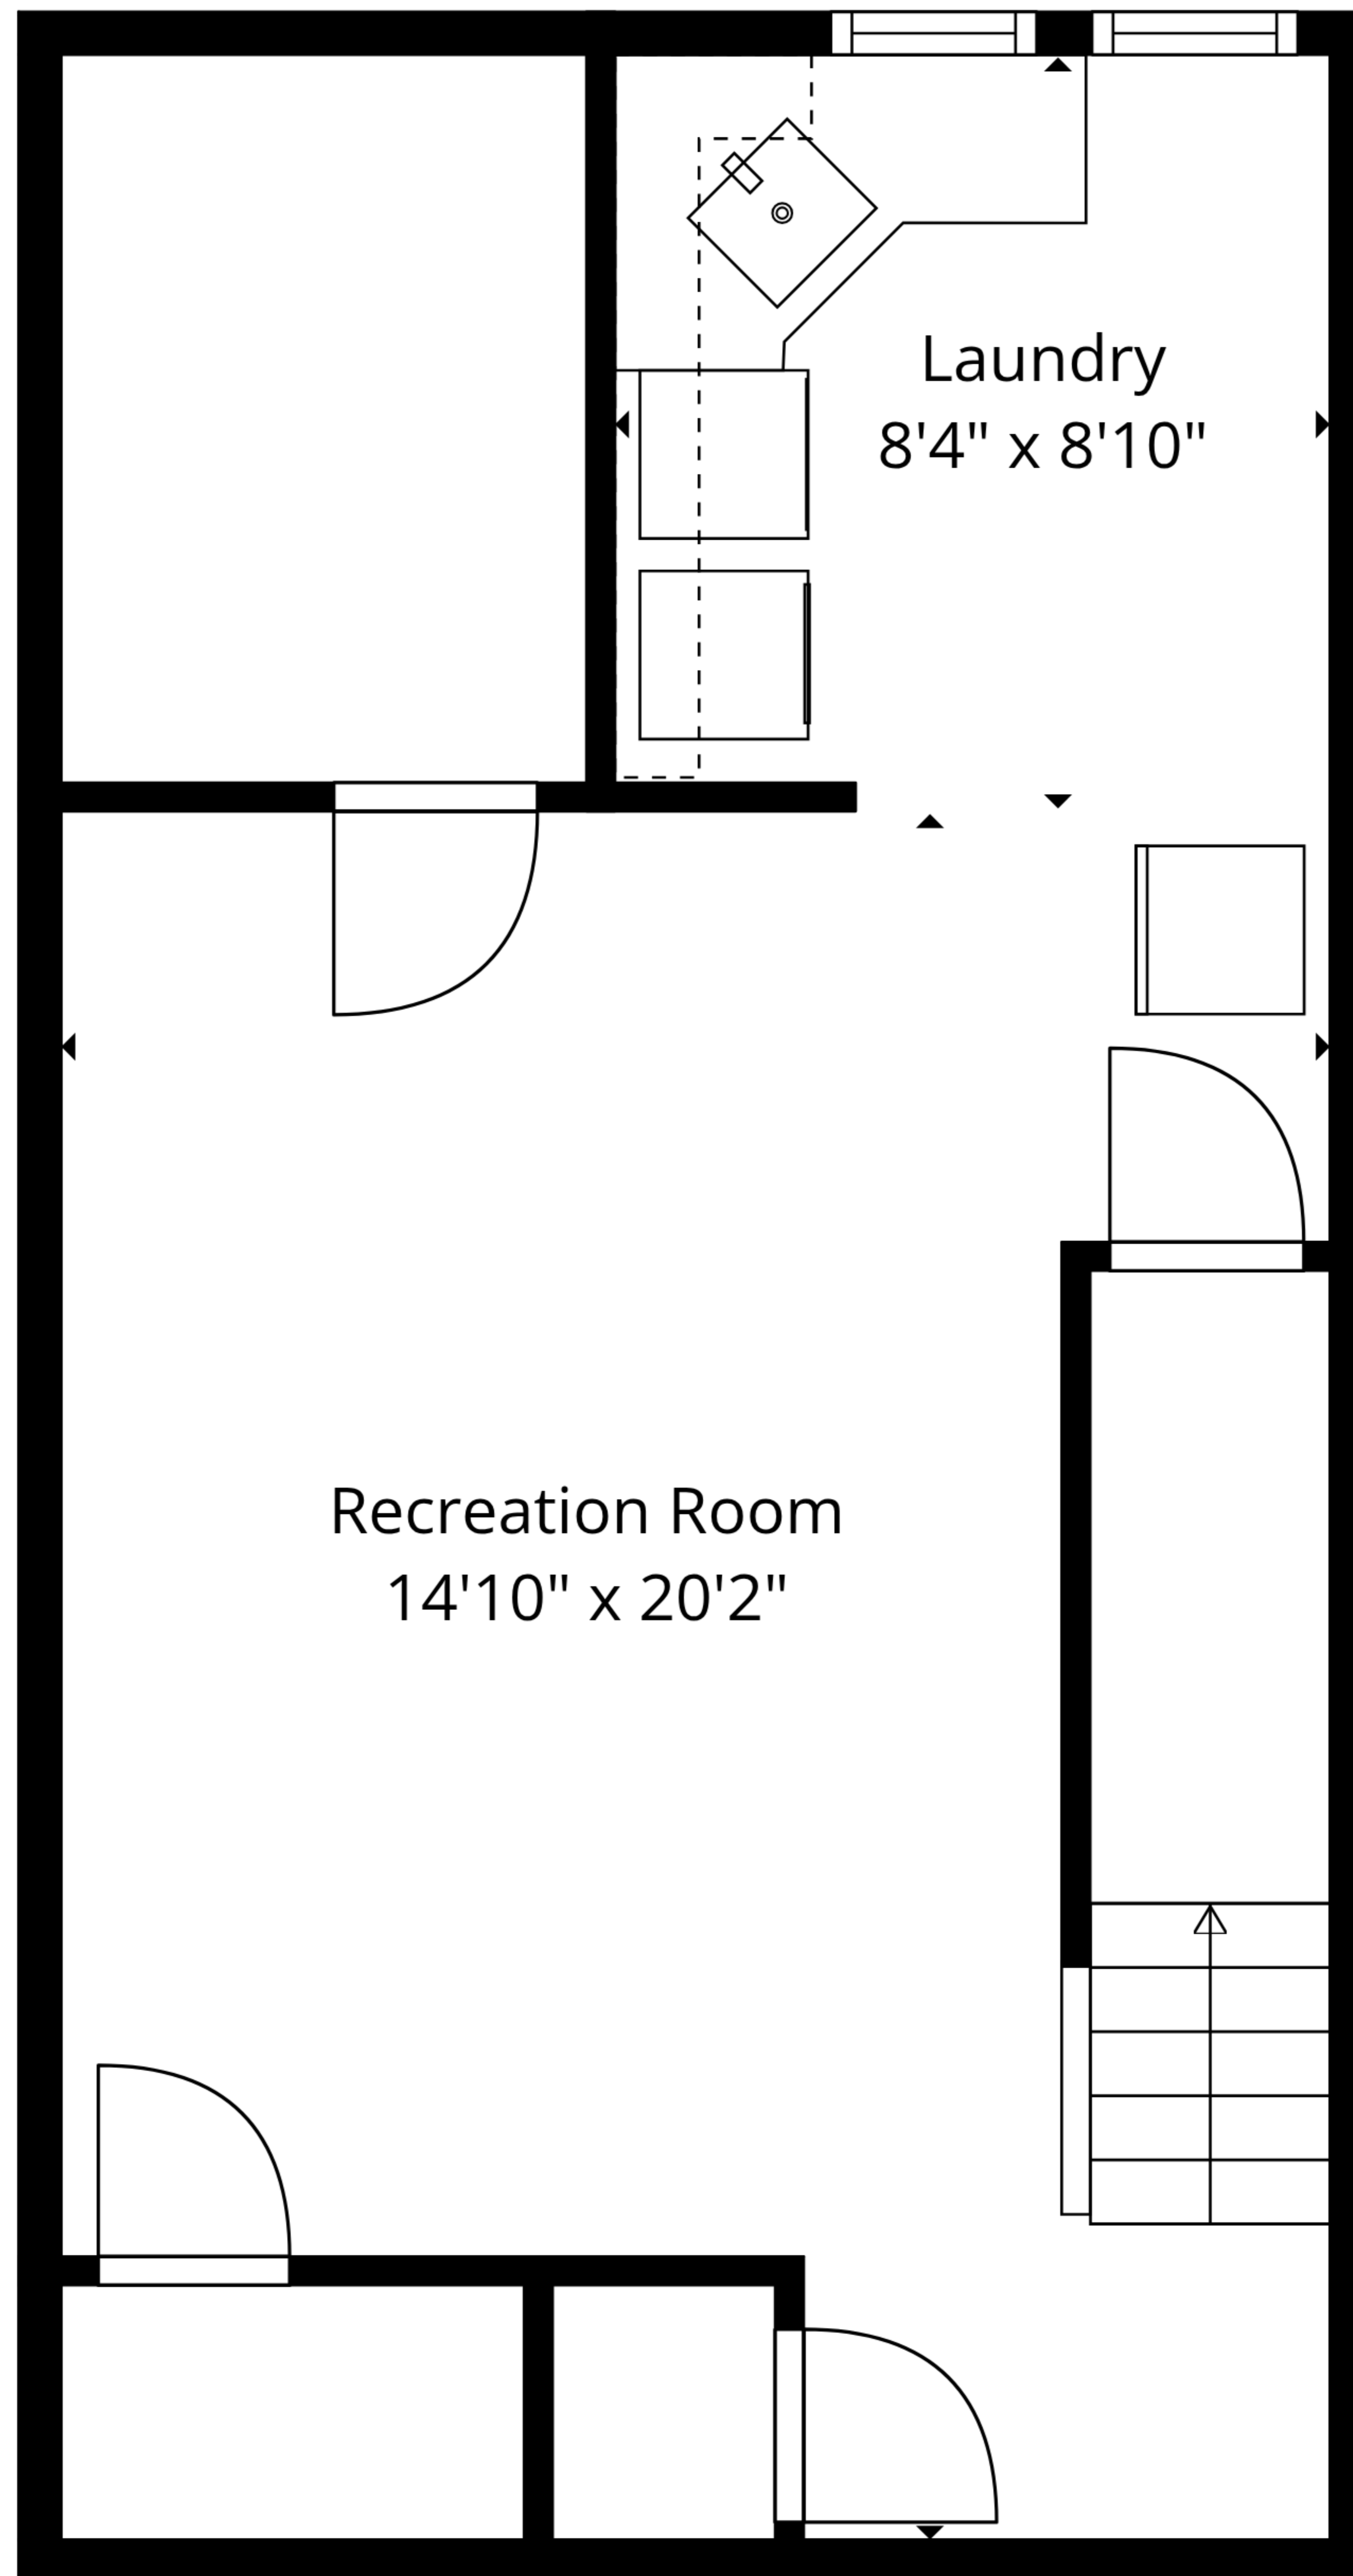 Laundry
8'4" x 8'10"
Recreation Room
14'10" x 20'2"